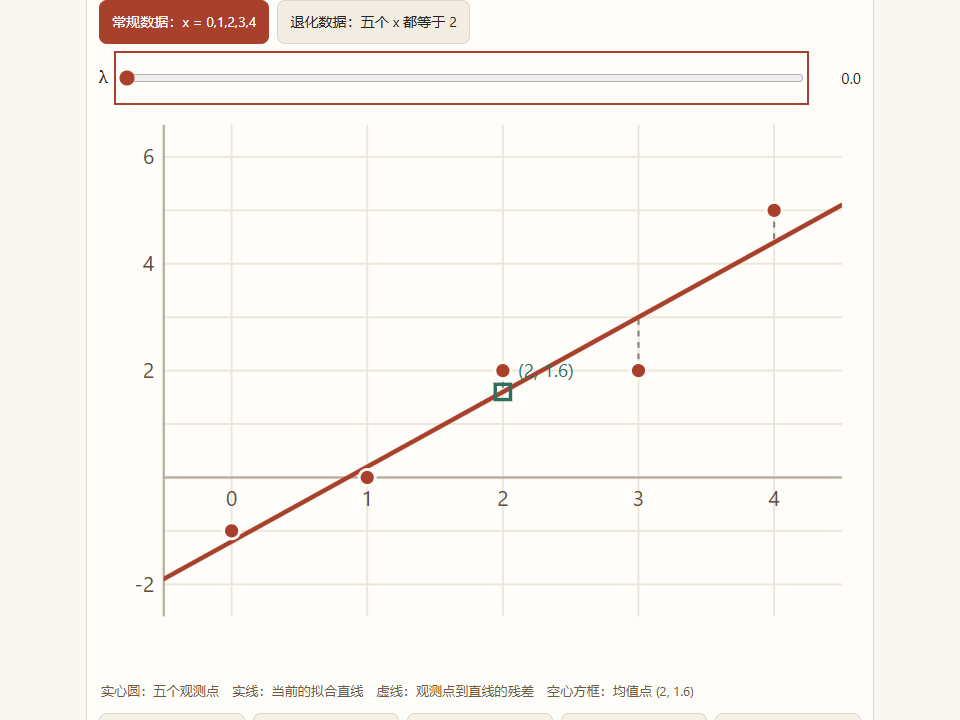 常规数据：x = 0,1,2,3,4
退化数据：五个 x 都等于 2
λ
0.0
6
4
2
(2, 1.6)
0
1
2
3
4
-2
实心圆：五个观测点 实线：当前的拟合直线 虚线：观测点到直线的残差 空心方框：均值点 (2, 1.6)